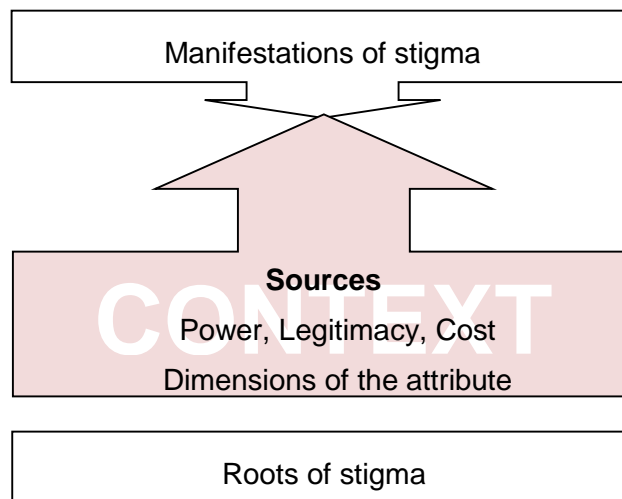 Manifestations of stigma
Sources
CONTEXT
Power, Legitimacy, Cost
Dimensions of the attribute
Roots of stigma